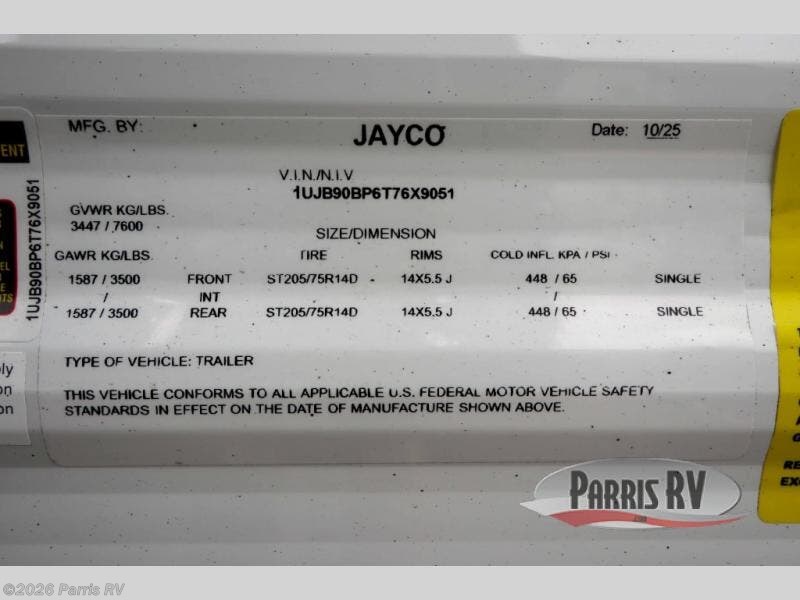 MFG. BY: JAYCO Date: 10/25
V.I.N./N.I.V
1UJB90BP6T76X9051
GVWR KG/LBS.
3447 / 7600
SIZE/DIMENSION
GAWR KG/LBS. TIRE RIMS COLD INFL. KPA / PSI
1587 / 3500 FRONT ST205/75R14D 14X5.5 J 448 / 65 SINGLE
/ INT /
1587 / 3500 REAR ST205/75R14D 14X5.5 J 448 / 65 SINGLE
TYPE OF VEHICLE: TRAILER
THIS VEHICLE CONFORMS TO ALL APPLICABLE U.S. FEDERAL MOTOR VEHICLE SAFETY
STANDARDS IN EFFECT ON THE DATE OF MANUFACTURE SHOWN ABOVE.
1UJB90BP6T76X9051
PARRIS RV
©2026 Parris RV